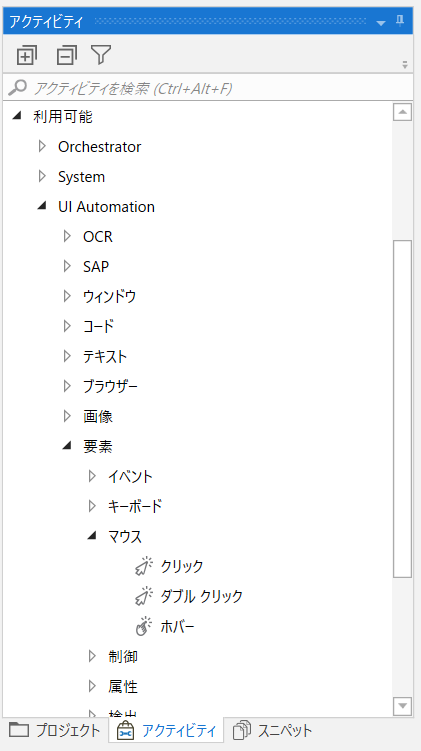 アクティビティ
アクティビティを検索 (Ctrl+Alt+F)
利用可能
Orchestrator
System
UI Automation
OCR
SAP
ウィンドウ
コード
テキスト
ブラウザー
画像
要素
イベント
キーボード
マウス
クリック
ダブル クリック
ホバー
制御
属性
検出
プロジェクト アクティビティ スニペット